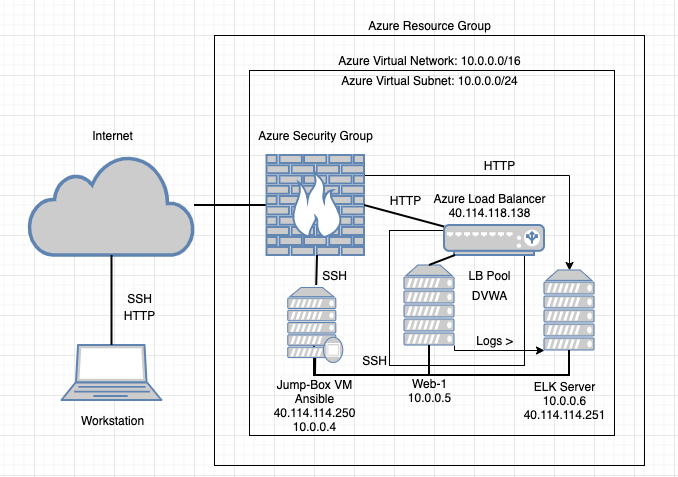 Azure Resource Group
Azure Virtual Network: 10.0.0.0/16
Azure Virtual Subnet: 10.0.0.0/24
Internet
Azure Security Group
HTTP
HTTP
Azure Load Balancer
40.114.118.138
SSH
LB Pool
DVWA
SSH
HTTP
Logs >
SSH
Jump-Box VM
Ansible
40.114.114.250
10.0.0.4
Web-1
10.0.0.5
ELK Server
10.0.0.6
40.114.114.251
Workstation